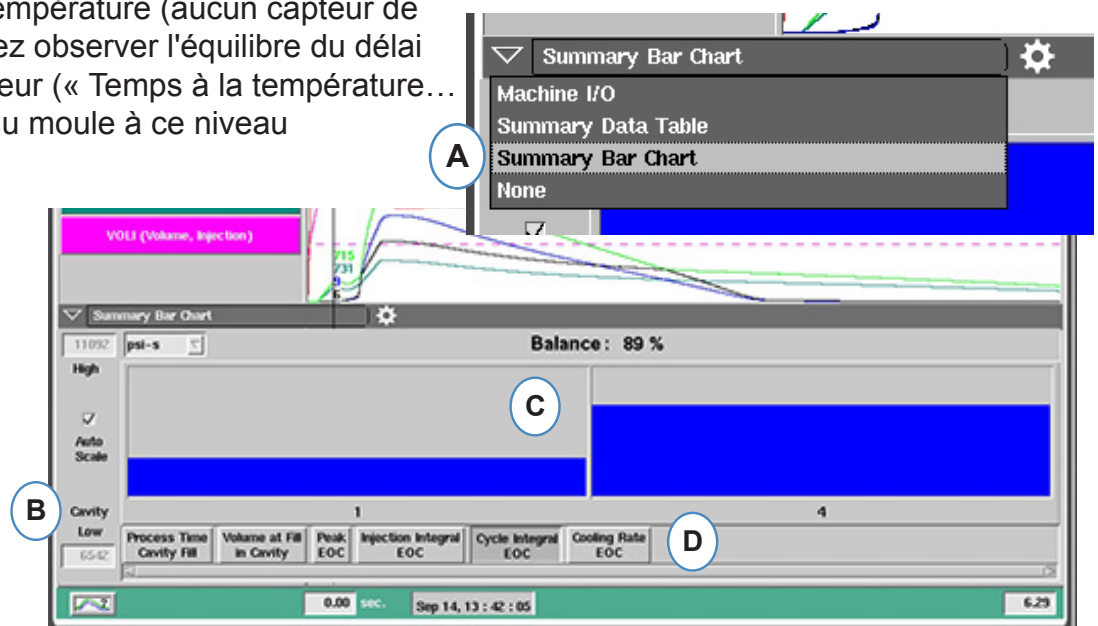 empérature (aucun capteur de
ez observer l'équilibre du délai
eur (« Temps à la température…
u moule à ce niveau
Summary Bar Chart
Machine I/O
Summary Data Table
Summary Bar Chart
None
A
VOLI (Volume, Injection)
715
731
Summary Bar Chart
11092 psi-s
Balance: 89 %
High
Auto
Scale
C
B
Cavity
1 4
Low
6542
Process Time
Cavity Fill
Volume at Fill
in Cavity
Peak
EOC
Injection Integral
EOC
Cycle Integral
EOC
Cooling Rate
EOC
D
0.00 sec. Sep 14, 13 : 42 : 05 6.29